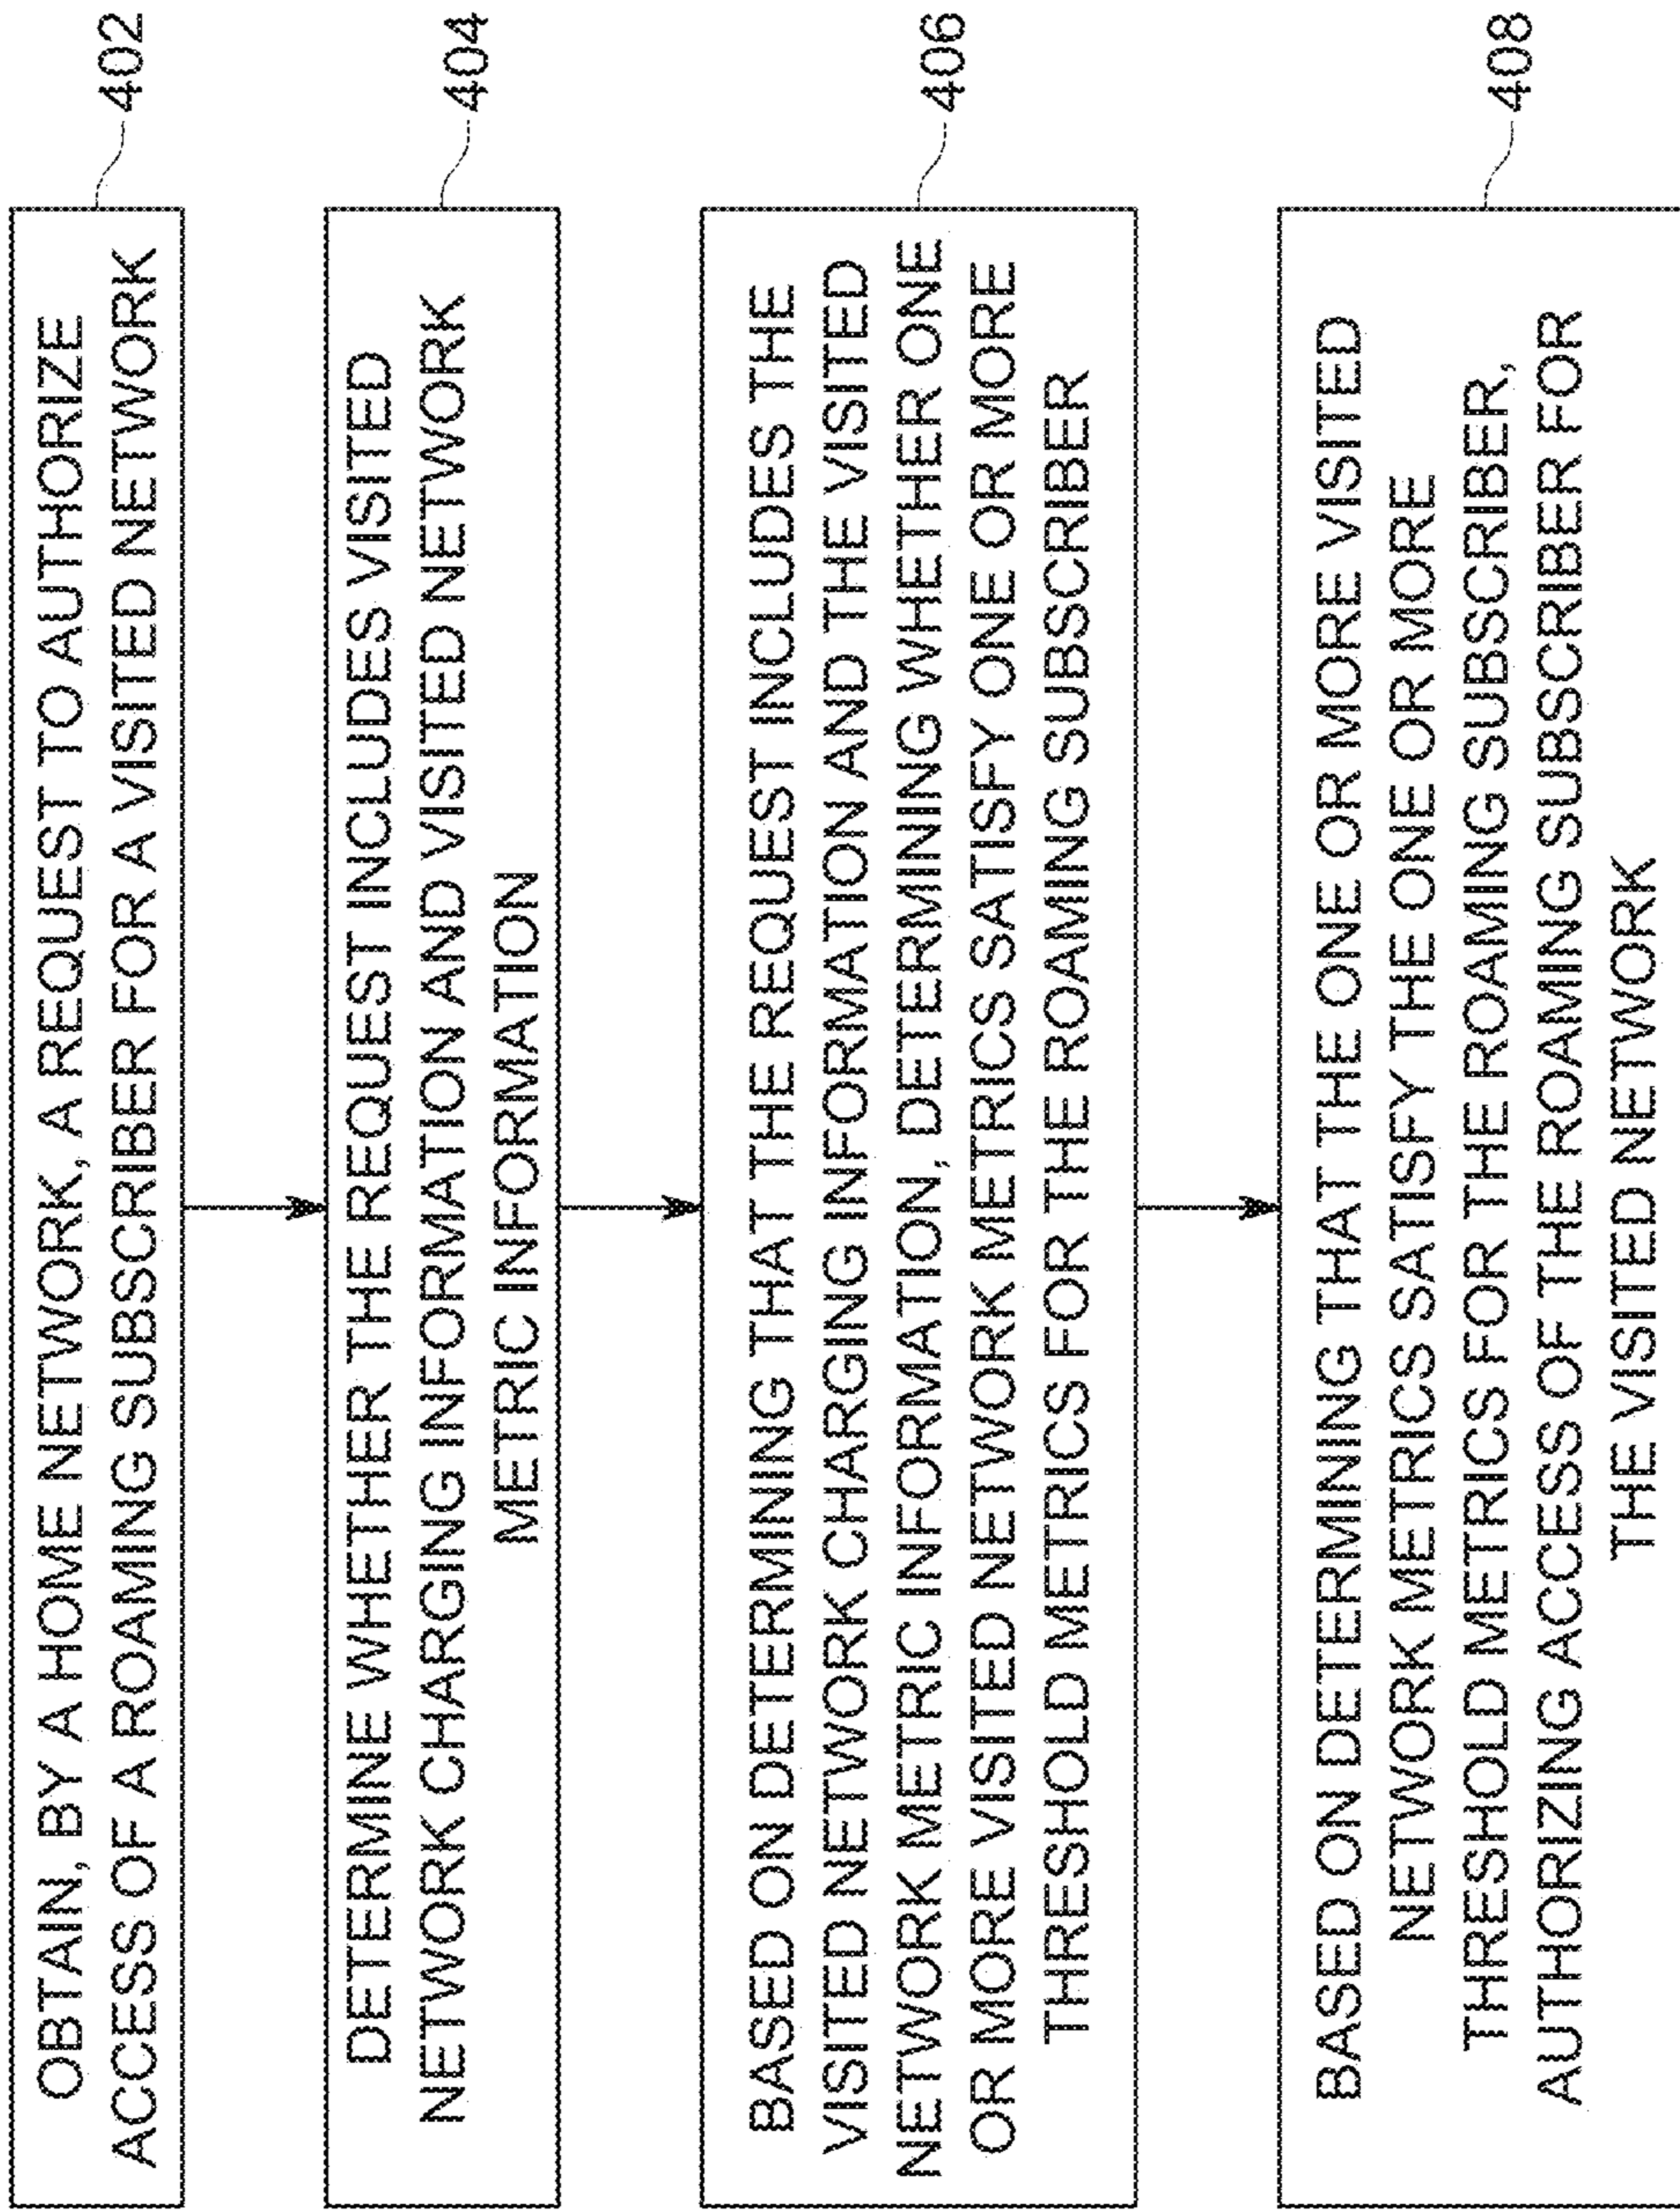 OBTAIN, BY A HOME NETWORK, A REQUEST TO AUTHORIZE
ACCESS OF A ROAMING SUBSCRIBER FOR A VISITED NETWORK
402
DETERMINE WHETHER THE REQUEST INCLUDES VISITED
NETWORK CHARGING INFORMATION AND VISITED NETWORK
METRIC INFORMATION
404
BASED ON DETERMINING THAT THE REQUEST INCLUDES THE
VISITED NETWORK CHARGING INFORMATION AND THE VISITED
NETWORK METRIC INFORMATION, DETERMINING WHETHER ONE
OR MORE VISITED NETWORK METRICS SATISFY ONE OR MORE
THRESHOLD METRICS FOR THE ROAMING SUBSCRIBER
406
BASED ON DETERMINING THAT THE ONE OR MORE VISITED
NETWORK METRICS SATISFY THE ONE OR MORE
THRESHOLD METRICS FOR THE ROAMING SUBSCRIBER,
AUTHORIZING ACCESS OF THE ROAMING SUBSCRIBER FOR
THE VISITED NETWORK
408